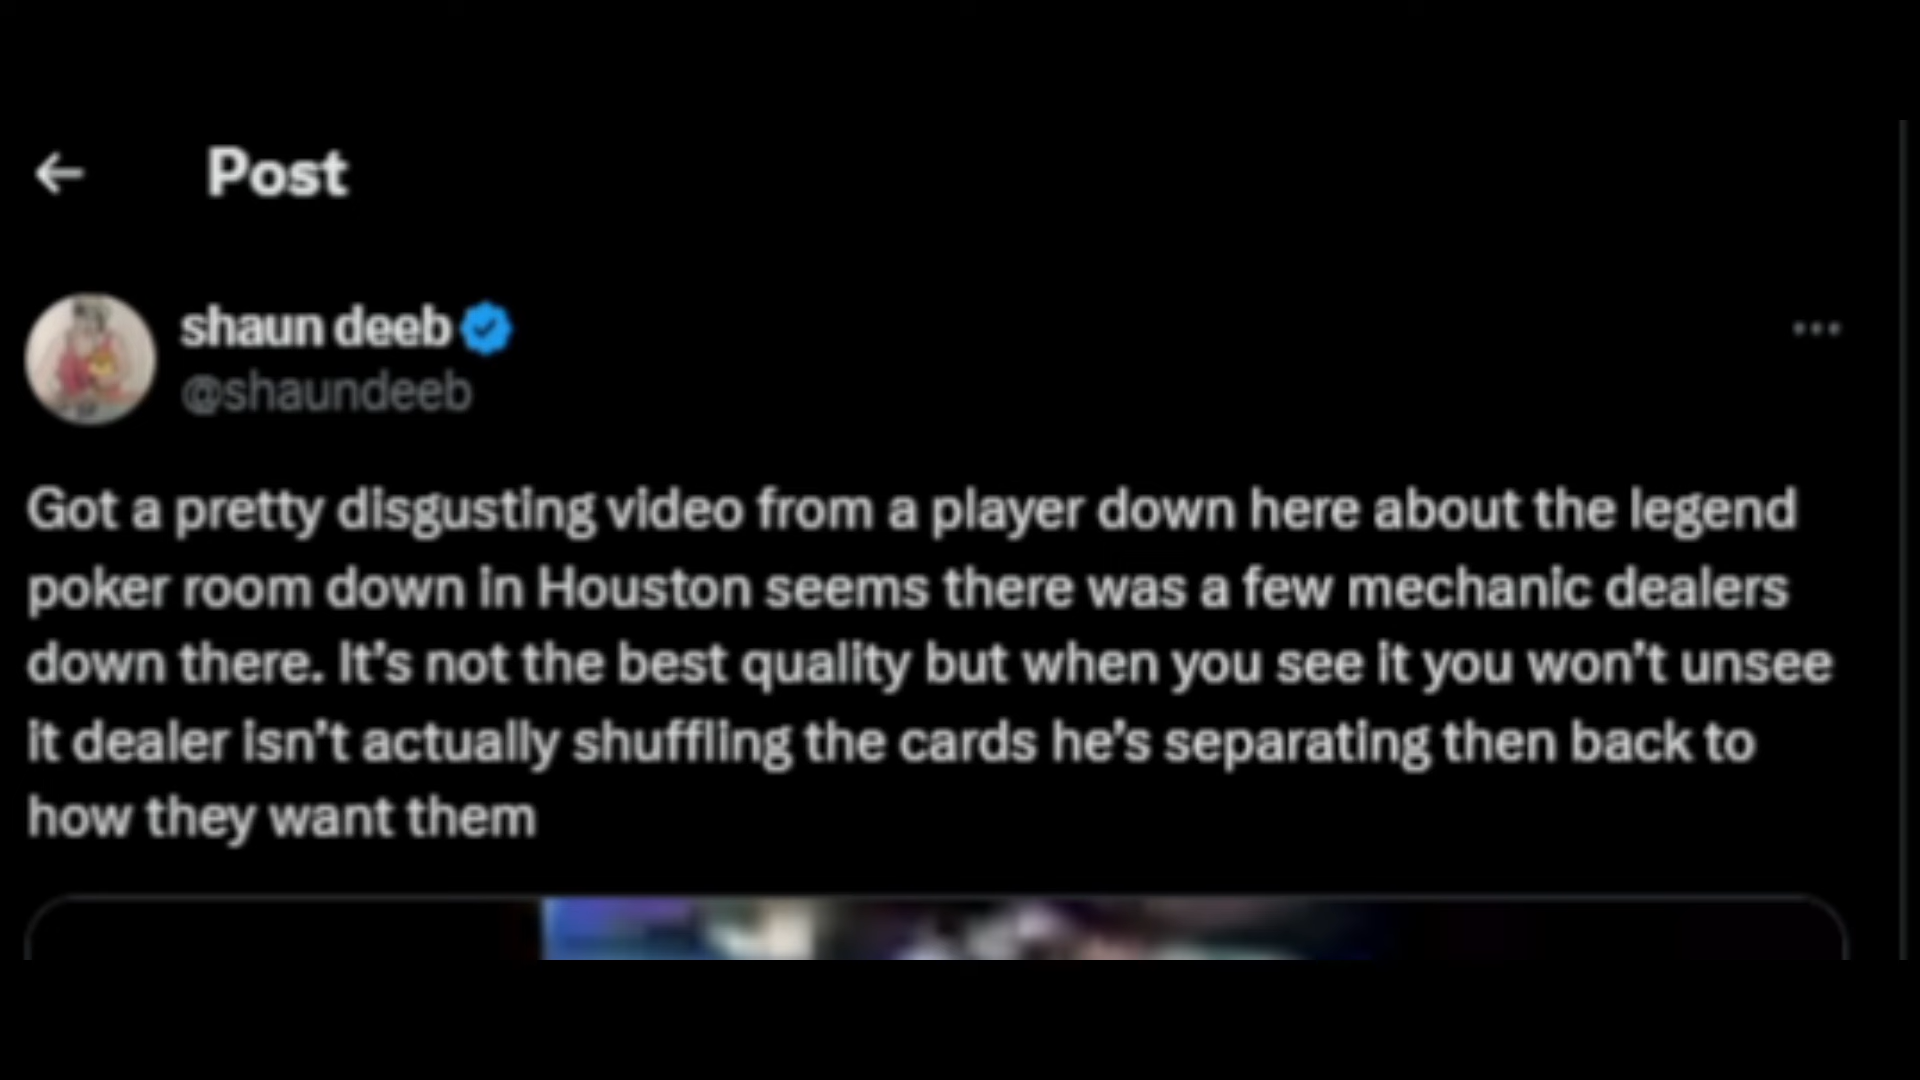 Post
shaun deeb
@shaundeeb
Got a pretty disgusting video from a player down here about the legend
poker room down in Houston seems there was a few mechanic dealers
down there. It’s not the best quality but when you see it you won’t unsee
it dealer isn’t actually shuffling the cards he’s separating then back to
how they want them